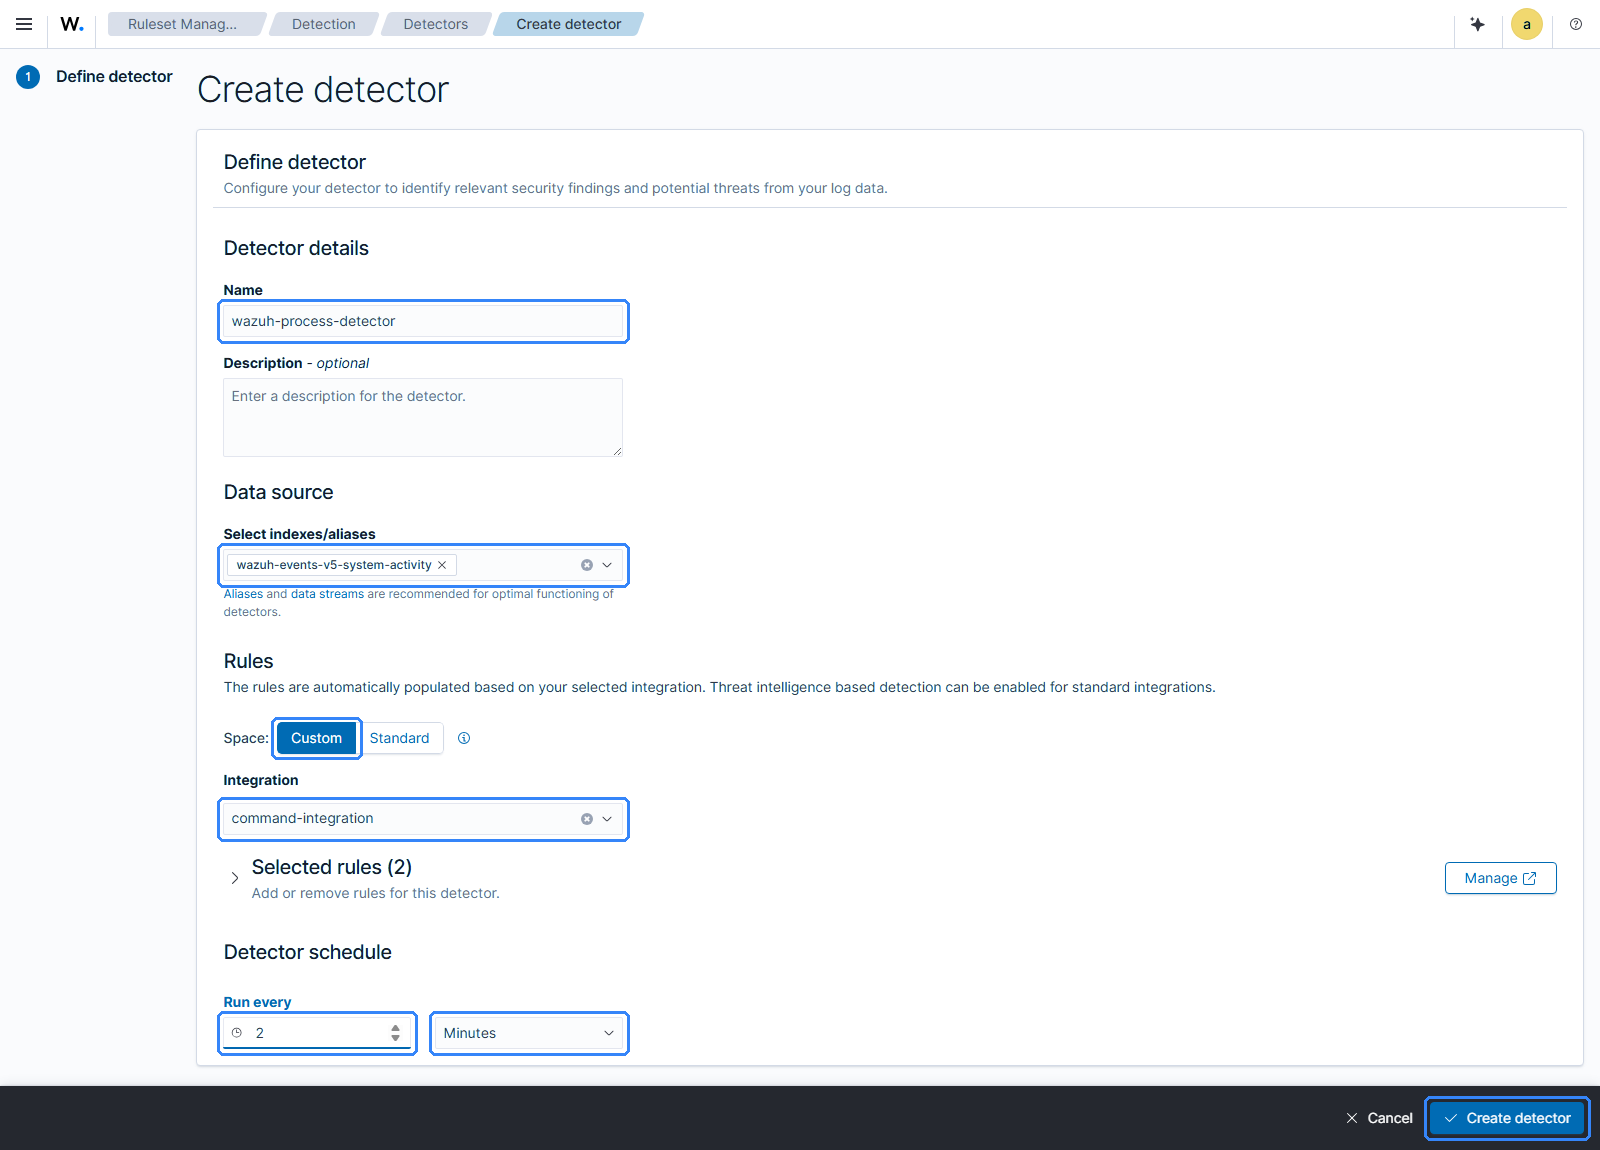 W.
Ruleset Manag...
Detection
Detectors
Create detector
a
1
Define detector
Create detector
Define detector
Configure your detector to identify relevant security findings and potential threats from your log data.
Detector details
Name
wazuh-process-detector
Description - optional
Enter a description for the detector.
Data source
Select indexes/aliases
wazuh-events-v5-system-activity
Aliases and data streams are recommended for optimal functioning of
detectors.
Rules
The rules are automatically populated based on your selected integration. Threat intelligence based detection can be enabled for standard integrations.
Space: Custom Standard
Integration
command-integration
Selected rules (2)
Add or remove rules for this detector.
Manage
Detector schedule
Run every
2
Minutes
Cancel
Create detector